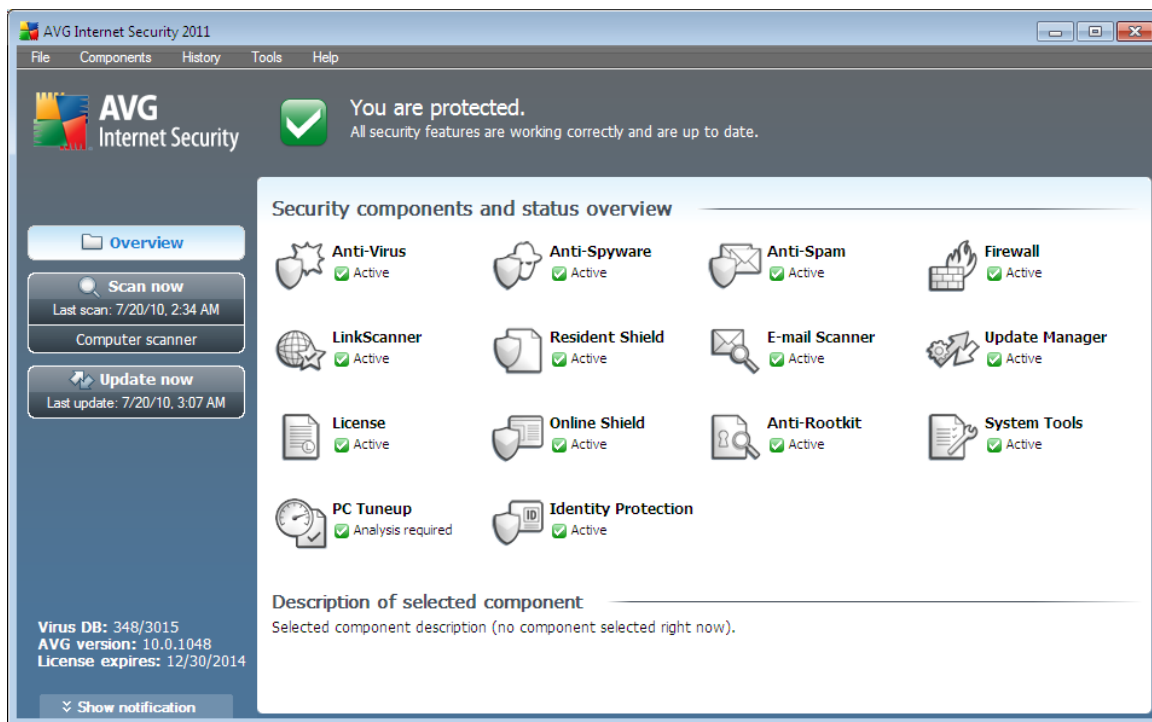 AVG Internet Security 2011
File Components History Tools Help
AVG
Internet Security
You are protected.
All security features are working correctly and are up to date.
Overview
Scan now
Last scan: 7/20/10, 2:34 AM
Computer scanner
Update now
Last update: 7/20/10, 3:07 AM
Virus DB: 348/3015
AVG version: 10.0.1048
License expires: 12/30/2014
Show notification
Security components and status overview
Anti-Virus
Active
Anti-Spyware
Active
Anti-Spam
Active
Firewall
Active
LinkScanner
Active
Resident Shield
Active
E-mail Scanner
Active
Update Manager
Active
License
Active
Online Shield
Active
Anti-Rootkit
Active
System Tools
Active
PC Tuneup
Analysis required
ID
Identity Protection
Active
Description of selected component
Selected component description (no component selected right now).